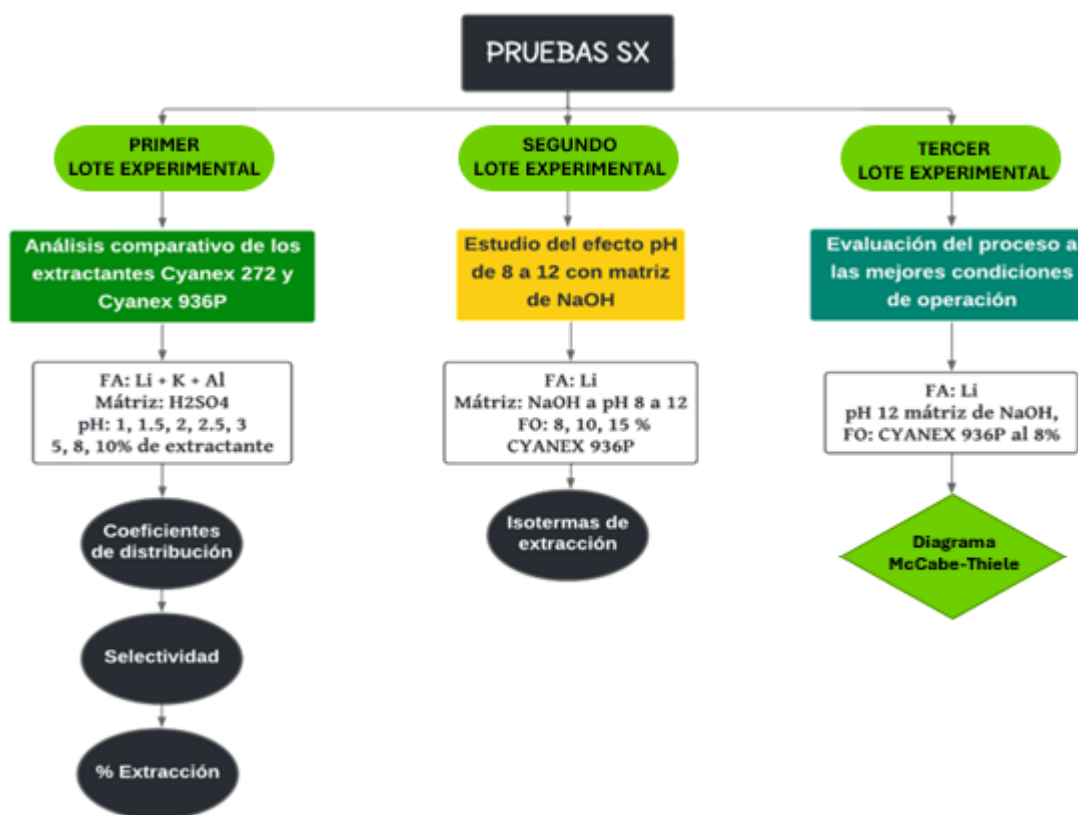 PRUEBAS SX
PRIMER
LOTE EXPERIMENTAL
Análisis comparativo de los
extractantes Cyanex 272 y
Cyanex 936P
FA: Li + K + Al
Mátriz: H2SO4
pH: 1, 1.5, 2, 2.5, 3
5, 8, 10% de extractante
Coeficientes
de distribución
Selectividad
% Extracción
SEGUNDO
LOTE EXPERIMENTAL
Estudio del efecto pH
de 8 a 12 con matriz
de NaOH
FA: Li
Mátriz: NaOH a pH 8 a 12
FO: 8, 10, 15 %
CYANEX 936P
Isotermas de
extracción
TERCER
LOTE EXPERIMENTAL
Evaluación del proceso a
las mejores condiciones
de operación
FA: Li
pH 12 mátriz de NaOH,
FO: CYANEX 936P al 8%
Diagrama
McCabe-Thiele